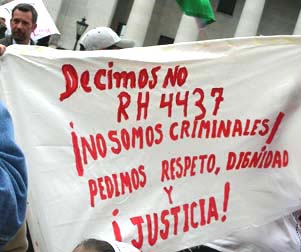 Decimos NO
RH 4437
¡NO SOMOS CRIMINALES!
PEDIMOS RESPETO, DIGNIDAD
Y
¡JUSTICIA!